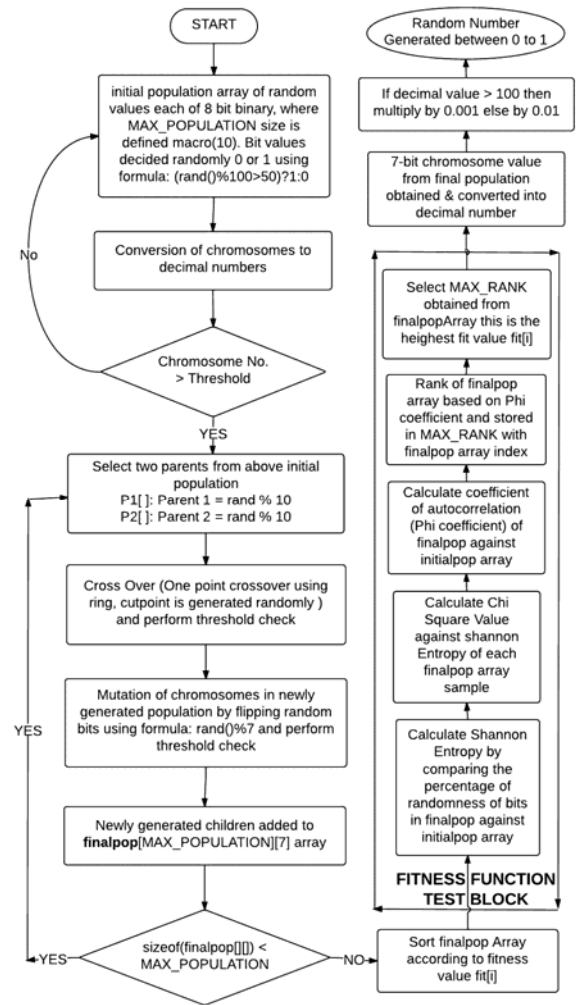 START
initial population array of random
values each of 8 bit binary, where
MAX_POPULATION size is
defined macro(10). Bit values
decided randomly 0 or 1 using
formula: (rand()%100>50)?1:0
No
Conversion of chromosomes to
decimal numbers
Chromosome No.
> Threshold
YES
Select two parents from above initial
population
P1[ ]: Parent 1 = rand % 10
P2[ ]: Parent 2 = rand % 10
Cross Over (One point crossover using
ring, cutpoint is generated randomly )
and perform threshold check
YES
Mutation of chromosomes in newly
generated population by flipping random
bits using formula: rand()%7 and perform
threshold check
Newly generated children added to
finalpop[MAX_POPULATION][7] array
sizeof(finalpop[][]) <
MAX_POPULATION
YES
NO
Sort finalpop Array
according to fitness
value fit[i]
FITNESS FUNCTION
TEST BLOCK
Calculate Shannon
Entropy by
comparing the
percentage of
randomness of bits
in finalpop against
initialpop array
Calculate Chi
Square Value
against shannon
Entropy of each
finalpop array
sample
Calculate coefficient
of autocorrelation
(Phi coefficient) of
finalpop against
initialpop array
Rank of finalpop
array based on Phi
coefficient and stored
in MAX_RANK with
finalpop array index
Select MAX_RANK
obtained from
finalpopArray this is the
heighest fit value fit[i]
7-bit chromosome value
from final population
obtained & converted into
decimal number
If decimal value > 100 then
multiply by 0.001 else by 0.01
Random Number
Generated between 0 to 1